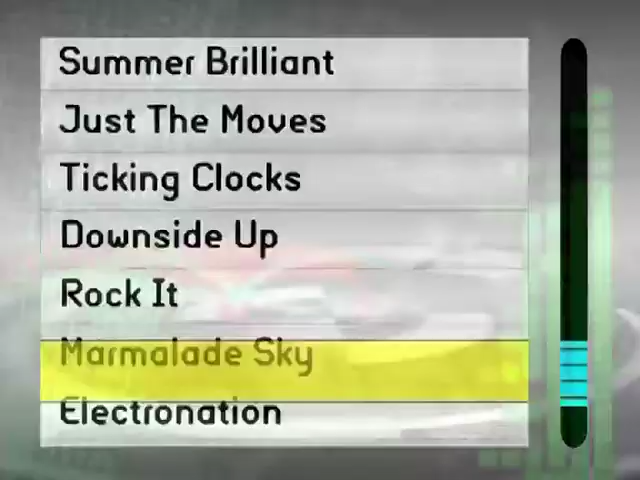 Summer Brilliant
Just The Moves
Ticking Clocks
Downside Up
Rock It
Marmalade Sky
Electronation